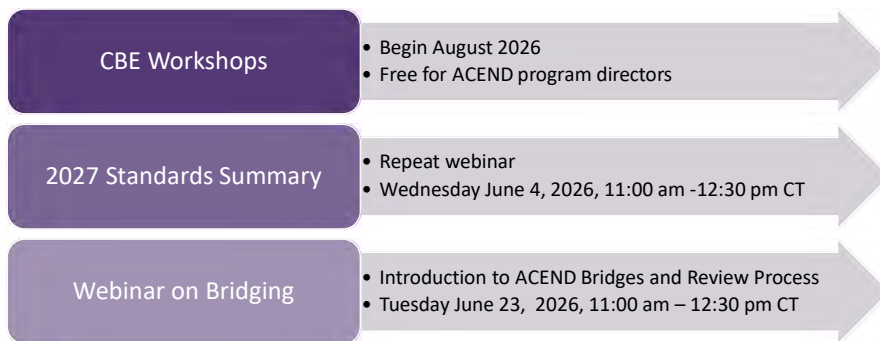 CBE Workshops
• Begin August 2026
• Free for ACEND program directors
2027 Standards Summary
• Repeat webinar
• Wednesday June 4, 2026, 11:00 am -12:30 pm CT
Webinar on Bridging
• Introduction to ACEND Bridges and Review Process
• Tuesday June 23,  2026, 11:00 am – 12:30 pm CT